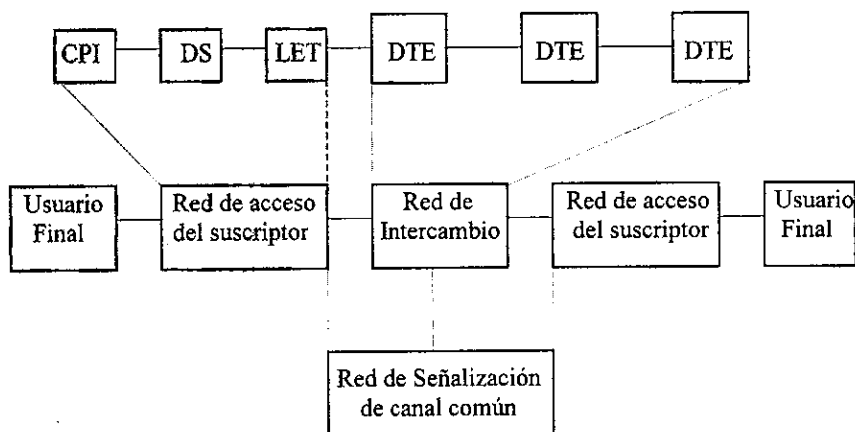 CPI
DS
LET
DTE
DTE
DTE
Usuario
Final
Red de acceso
del suscriptor
Red de
Intercambio
Red de acceso
del suscriptor
Usuario
Final
Red de Señalización
de canal común